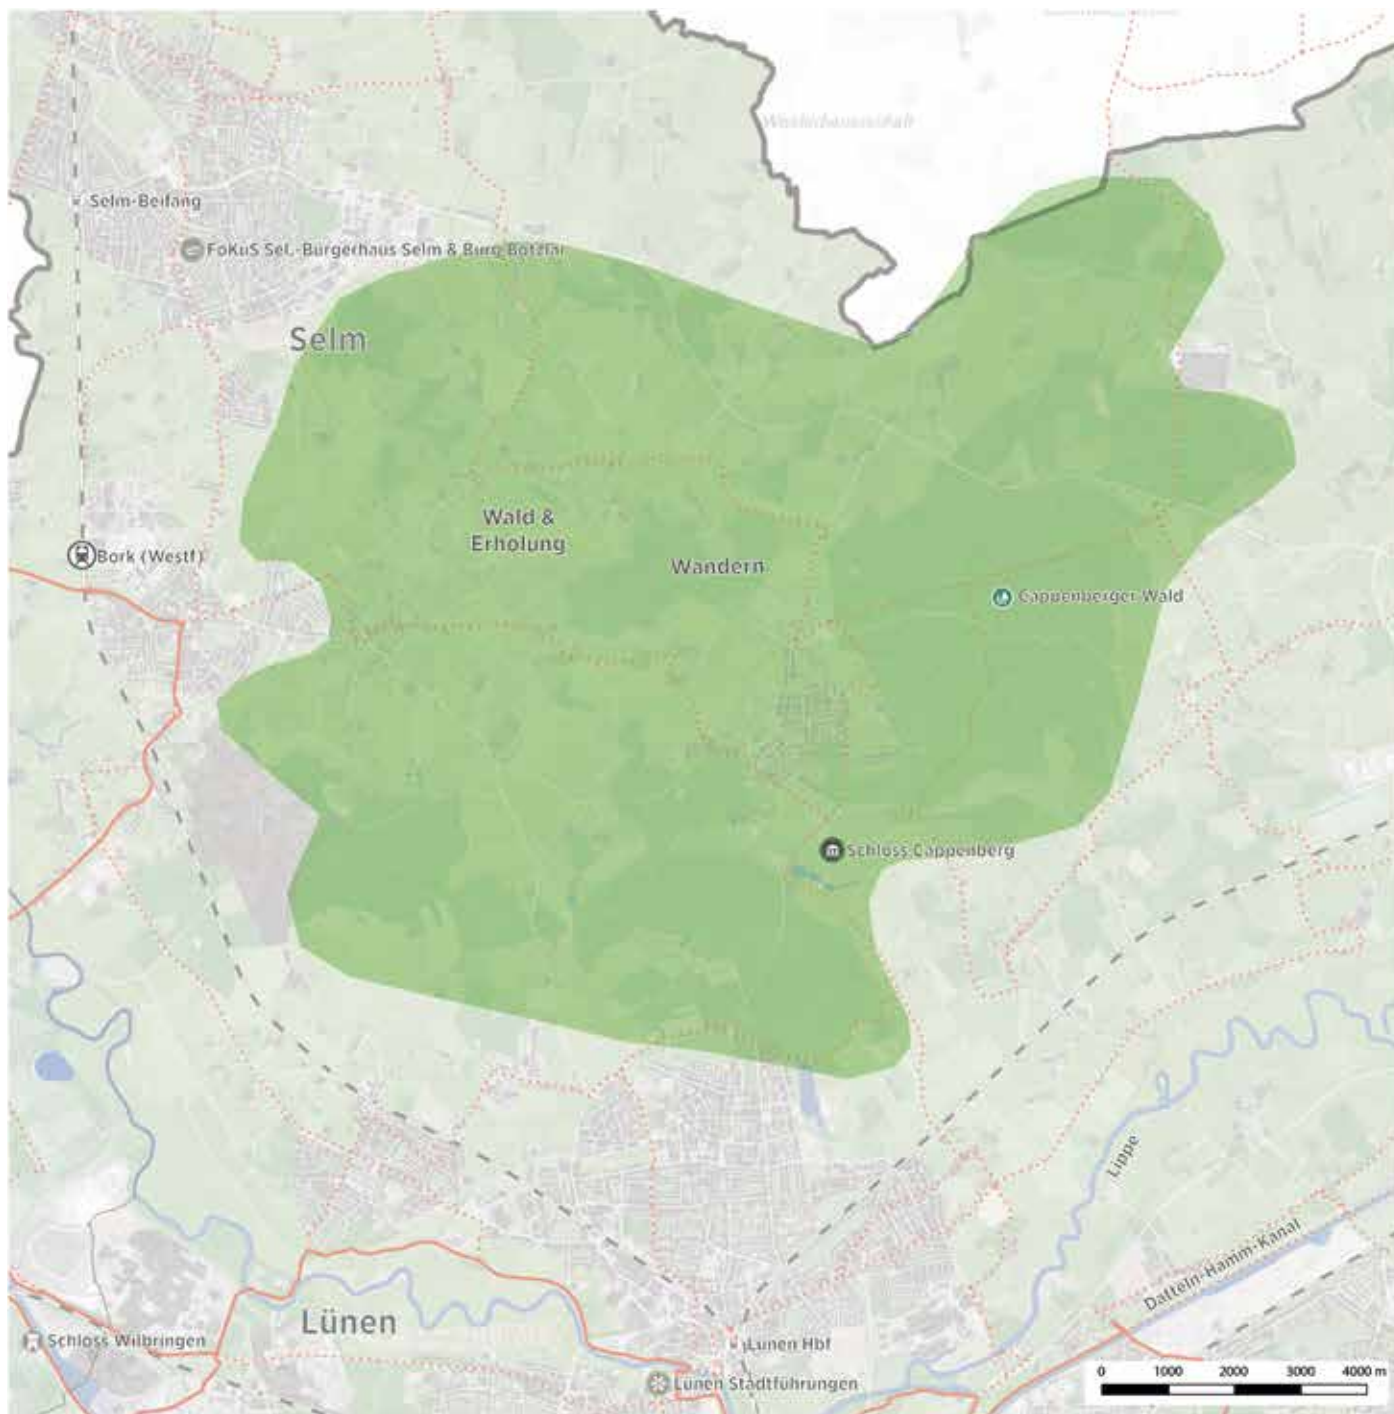 Selm-Beifang
FoKuS Sel.-Bürgerhaus Selm & Burg Botzlar
Selm
Wald &
Erholung
Wandern
Bork (Westf)
Cappenberger Wald
Schloss Cappenberg
Lippe
Datteln-Hamm-Kanal
Lünen
Schloss Wilbringen
Lünen Hbf
Lünen Stadtführungen
0 1000 2000 3000 4000 m